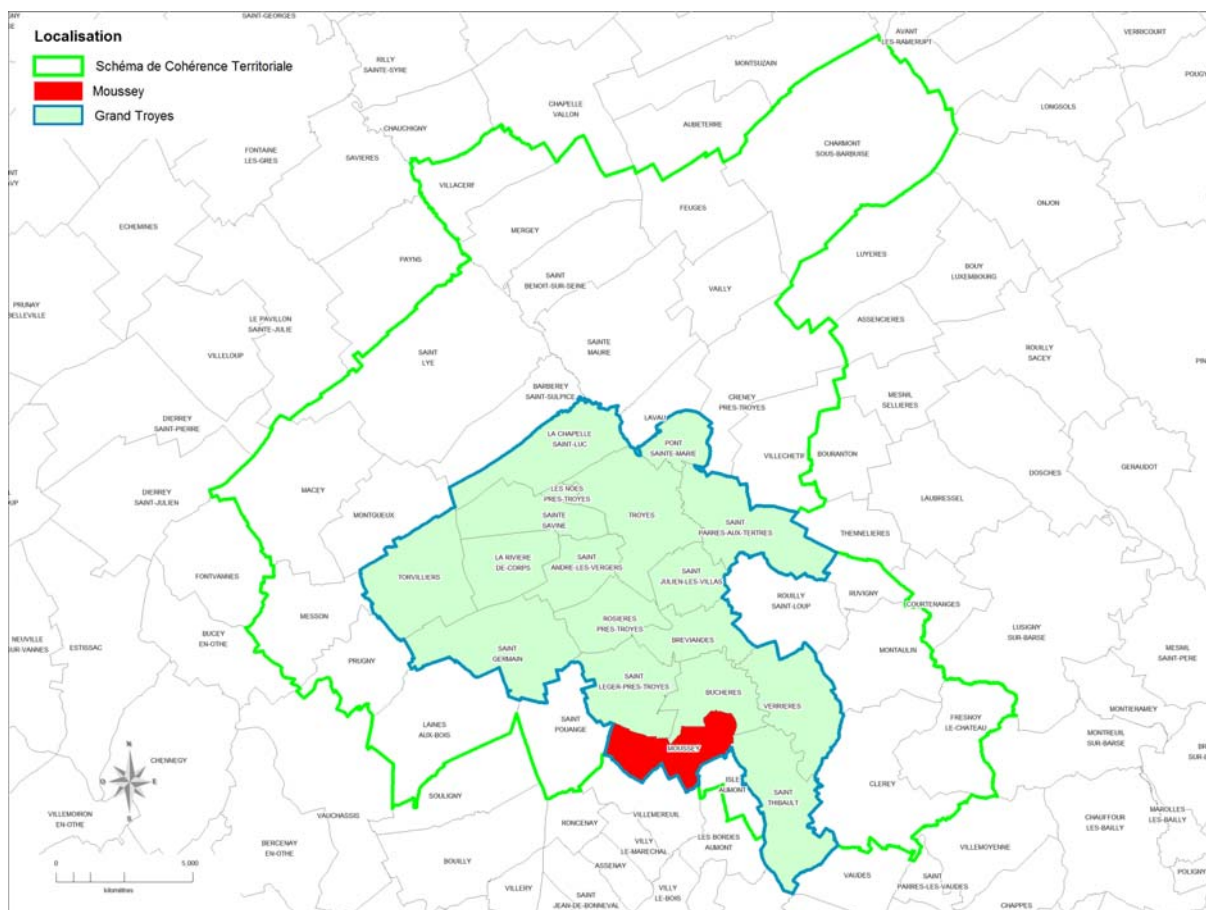 Localisation
Schéma de Cohérence Territoriale
Moussey
Grand Troyes
SAINT-GEORGES
RILLY
SAINTE-SYRE
AVANT
LES-RAMERUPT
VERRICOURT
POUGY
MONTSUZAIN
CHAPELLE
VALLON
LONGSOLS
AUBETERRE
CHAUCHIGNY
CHARMONT
SOUS-BARBUISE
FONTAINE
LES-GRES
SAVIERES
VILLACERF
FEUGES
ONJON
ECHEMINES
MERGEY
PAYNS
LUYERES
BOUY
LUXEMBOURG
SAINT
BENOIT-SUR-SEINE
VAILLY
PRUNAY
BELLEVILLE
LE PAVILLON
SAINTE-JULIE
ASSENCIERES
VILLELOUP
SAINT
LYE
SAINTE
MAURE
ROUILLY
SACEY
PIN
BARBEREY
SAINT-SULPICE
CRENEY
PRES-TROYES
MESNIL
SELLIERES
DIERREY
SAINT-PIERRE
LAVAU
LA CHAPELLE
SAINT-LUC
PONT
SAINTE-MARIE
VILLECHETIF
BOURANTON
GERAUDOT
DOSCHES
DIERREY
SAINT-JULIEN
MACEY
LES NOES
PRES-TROYES
LAUBRESSEL
MONTGUEUX
SAINTE
SAVINE
TROYES
SAINT
PARRES-AUX-TERTRES
THENNELIERES
LA RIVIERE
DE-CORPS
SAINT
ANDRE-LES-VERGERS
FONTVANNES
TORVILLIERS
SAINT
JULIEN-LES-VILLAS
ROUILLY
SAINT-LOUP
RUVIGNY
COURTERANGES
MESSON
ROSIERES
PRES-TROYES
LUSIGNY
SUR-BARSE
NEUVILLE
SUR-VANNES
ESTISSAC
BUCEY
EN-OTHE
BREVIANDES
MESNIL
SAINT-PERE
PRUGNY
SAINT
GERMAIN
MONTAULIN
SAINT
LEGER-PRES-TROYES
BUCHERES
VERRIERES
MONTIERAMEY
LAINES
AUX-BOIS
SAINT
POUANGE
FRESNOY
LE-CHATEAU
MONTREUIL
SUR-BARSE
MOUSSEY
N
CHENNEGY
O
E
S
ISLE
AUMONT
CLEREY
SAINT
THIBAULT
SOULIGNY
VILLEMOIRON
EN-OTHE
VAUCHASSIS
VILLEMEREUIL
RONCENAY
MAROLLES
LES-BAILLY
CHAUFFOUR
LES-BAILLY
BERCENAY
EN-OTHE
VILLY
LE-MARECHAL
LES-BORDES
AUMONT
VILLEMOYENNE
0
5,000
kilomètres
BOUILLY
ASSENAY
VAUDES
SAINT
PARRES-LES-VAUDES
POLIGNY
VILLERY
SAINT
JEAN-DE-BONNEVAL
VILLY
LE-BOIS
CHAPPES